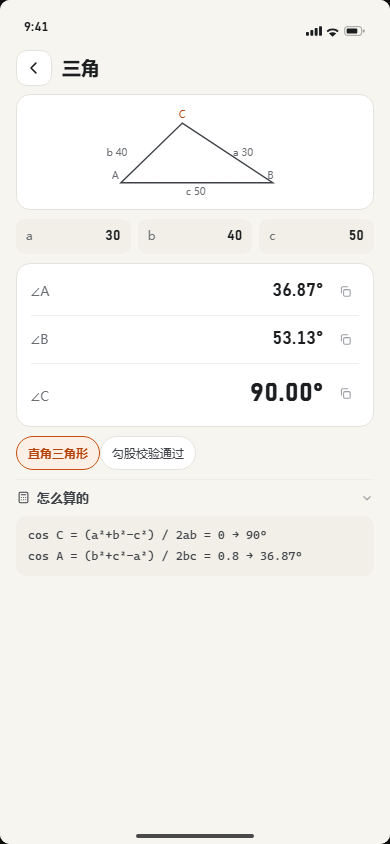 9:41
三角
C
b 40
a 30
A
B
c 50
a 30
b 40
c 50
∠A 36.87°
∠B 53.13°
∠C 90.00°
直角三角形 勾股校验通过
怎么算的
cos C = (a²+b²−c²) / 2ab = 0 → 90°
cos A = (b²+c²−a²) / 2bc = 0.8 → 36.87°